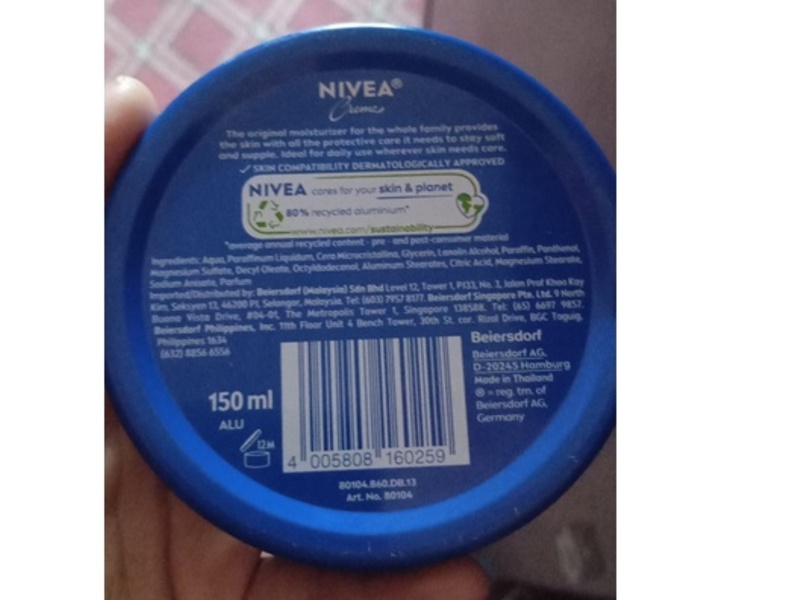 NIVEA®
Creme
The original moisturizer for the whole family provides
the skin with all the protective care it needs to stay soft
and supple. Ideal for daily use wherever skin needs care.
✓ SKIN COMPATIBILITY DERMATOLOGICALLY APPROVED
NIVEA cares for your skin & planet
80% recycled aluminium*
www.nivea.com/sustainability
*average annual recycled content - pre - and post-consumer material
Ingredients: Aqua, Paraffinum Liquidum, Cera Microcristallina, Glycerin, Lanolin Alcohol, Paraffin, Panthenol,
Magnesium Sulfate, Decyl Oleate, Octyldodecanol, Aluminum Stearates, Citric Acid, Magnesium Stearate,
Sodium Anisate, Parfum
Imported/Distributed by: Beiersdorf (Malaysia) Sdn Bhd Level 12, Tower 1, PJ33, No. 3, Jalan Prof Khoo Kay
Kim, Seksyen 13, 46200 PJ, Selangor, Malaysia. Tel: (603) 7957 8177. Beiersdorf Singapore Pte. Ltd. 9 North
Buona Vista Drive, #04-01, The Metropolis Tower 1, Singapore 138588. Tel: (65) 6697 9857.
Beiersdorf Philippines, Inc. 11th Floor Unit 4 Bench Tower, 30th St. cor. Rizal Drive, BGC Taguig,
Philippines 1634
(632) 8856 6556
Beiersdorf
Beiersdorf AG,
D-20245 Hamburg
Made in Thailand
® = reg. tm. of
Beiersdorf AG,
Germany
150 ml
ALU
12M
4 005808 160259
80104.860.DB.13
Art. No. 80104